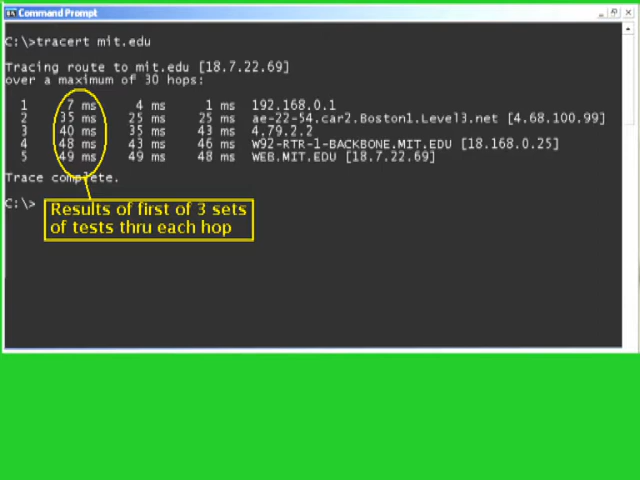 Command Prompt
C:\>tracert mit.edu
Tracing route to mit.edu [18.7.22.69]
over a maximum of 30 hops:
1 7 ms 4 ms 1 ms 192.168.0.1
2 35 ms 25 ms 25 ms ae-22-54.car2.Boston1.Level3.net [4.68.100.99]
3 40 ms 35 ms 43 ms 4.79.2.2
4 48 ms 43 ms 46 ms W92-RTR-1-BACKBONE.MIT.EDU [18.168.0.25]
5 49 ms 49 ms 48 ms WEB.MIT.EDU [18.7.22.69]
Trace complete.
C:\>
Results of first of 3 sets
of tests thru each hop